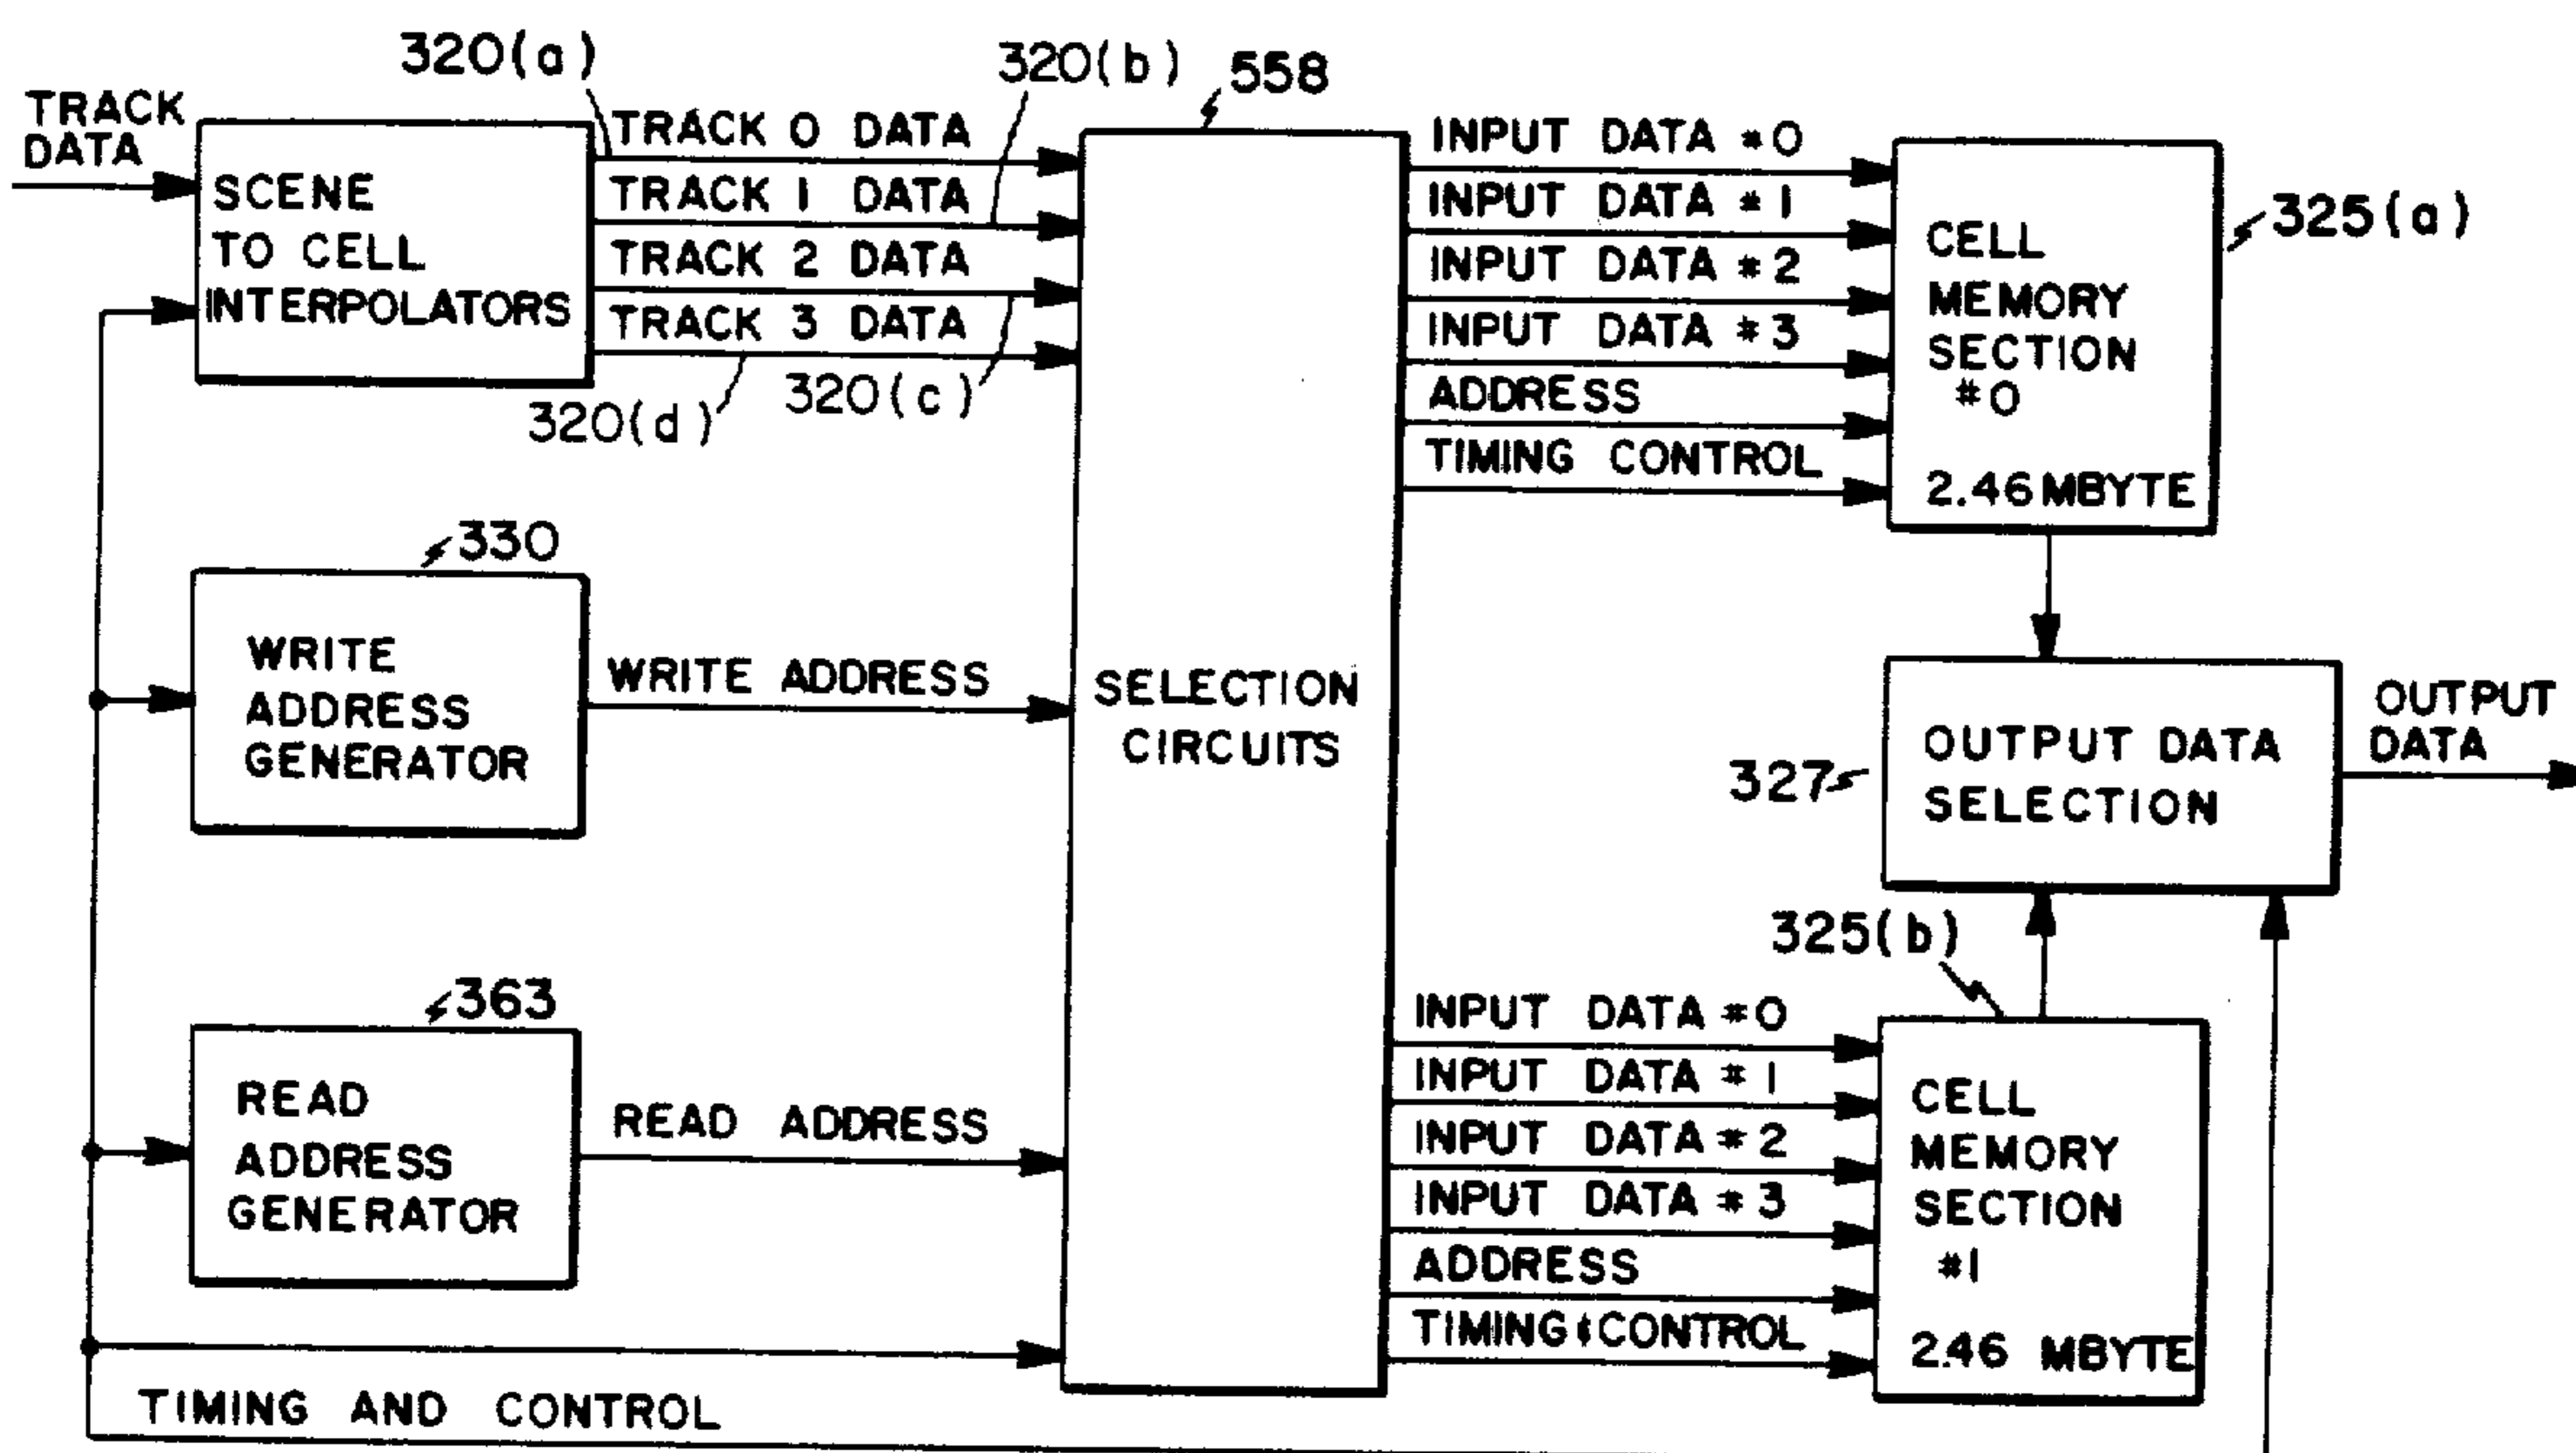 320(a)
320(b)
558
TRACK
DATA
SCENE
TO CELL
INTERPOLATORS
TRACK 0 DATA
TRACK 1 DATA
TRACK 2 DATA
TRACK 3 DATA
320(c)
320(d)
INPUT DATA #0
INPUT DATA #1
INPUT DATA #2
INPUT DATA #3
ADDRESS
TIMING CONTROL
CELL
MEMORY
SECTION
#0
2.46 MBYTE
325(a)
330
WRITE
ADDRESS
GENERATOR
WRITE ADDRESS
SELECTION
CIRCUITS
327
OUTPUT DATA
SELECTION
OUTPUT
DATA
363
READ
ADDRESS
GENERATOR
READ ADDRESS
325(b)
INPUT DATA #0
INPUT DATA #1
INPUT DATA #2
INPUT DATA #3
ADDRESS
TIMING & CONTROL
CELL
MEMORY
SECTION
#1
2.46 MBYTE
TIMING AND CONTROL